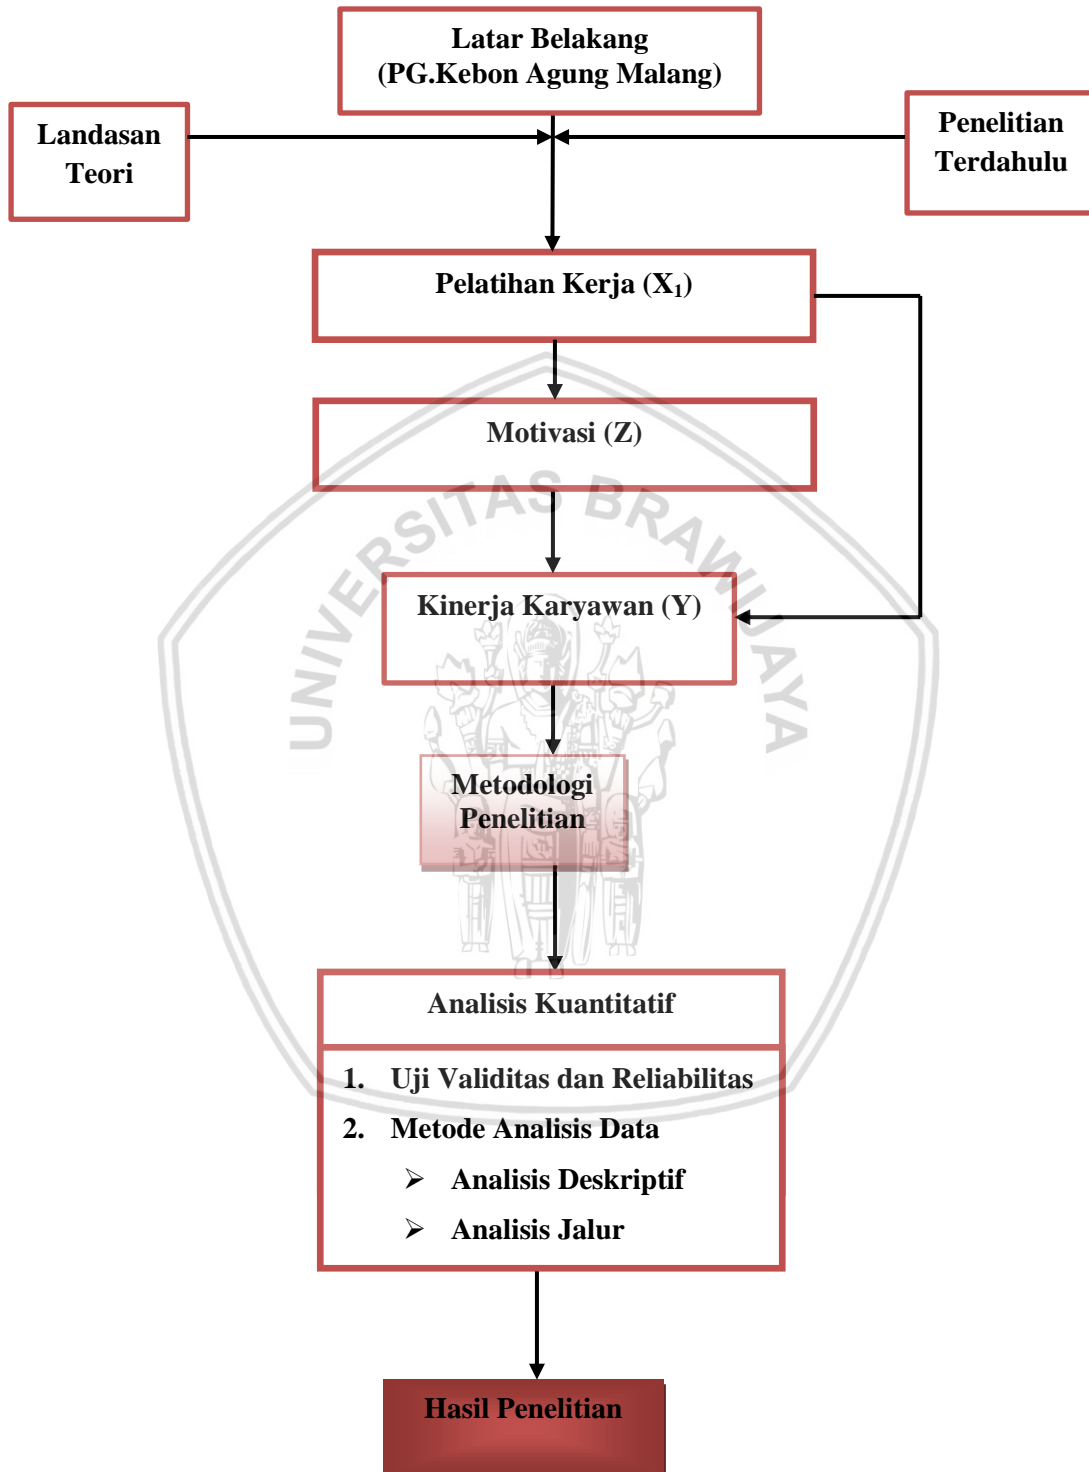 Latar Belakang
(PG.Kebon Agung Malang)
Landasan
Teori
Penelitian
Terdahulu
Pelatihan Kerja (X₁)
Motivasi (Z)
UNIVERSITAS BRAWIJAYA
Kinerja Karyawan (Y)
Metodologi
Penelitian
Analisis Kuantitatif
1. Uji Validitas dan Reliabilitas
2. Metode Analisis Data
➢ Analisis Deskriptif
➢ Analisis Jalur
Hasil Penelitian